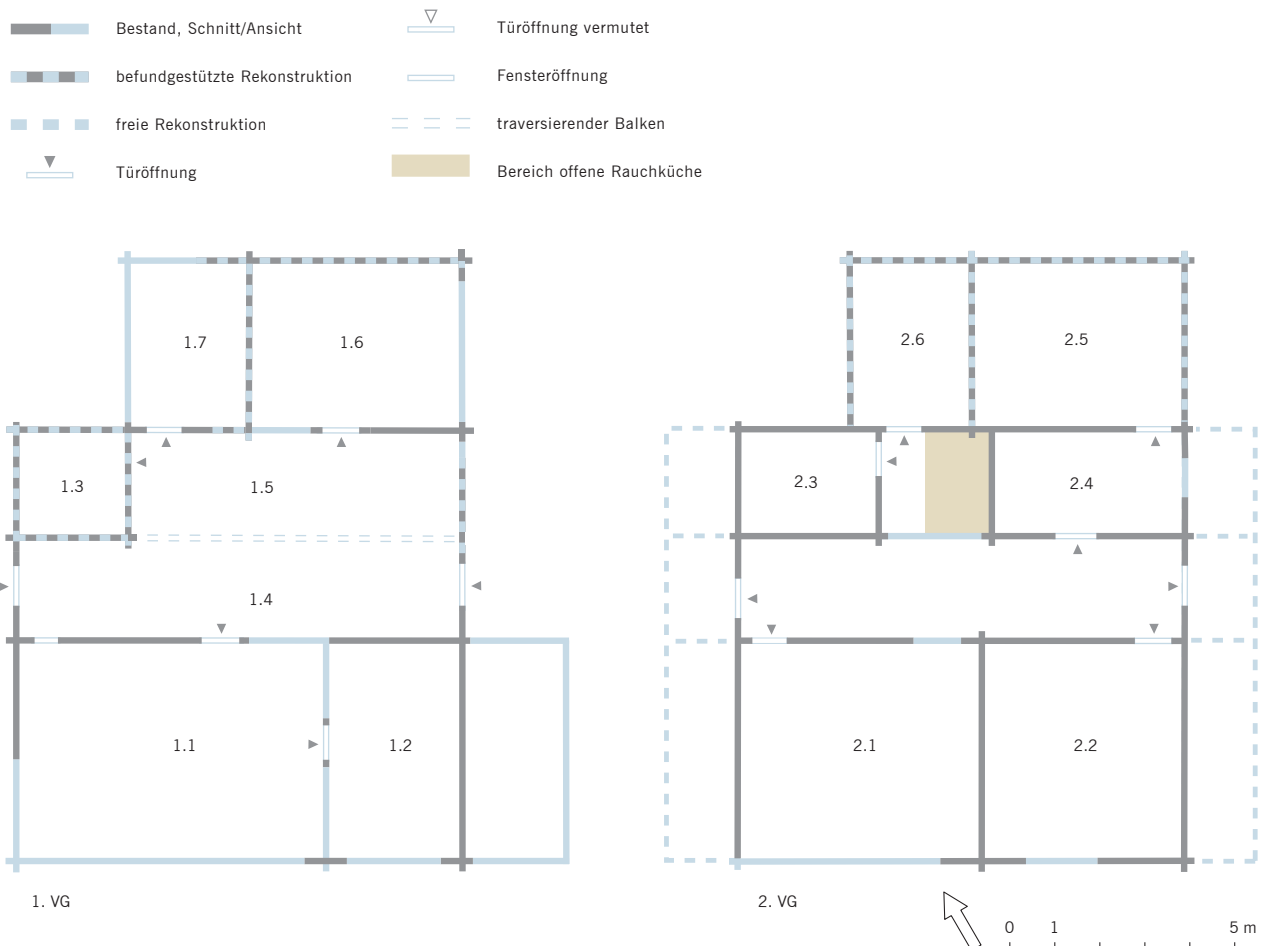 Bestand, Schnitt/Ansicht
befundgestützte Rekonstruktion
freie Rekonstruktion
Türöffnung
Türöffnung vermutet
Fensteröffnung
traversierender Balken
Bereich offene Rauchküche
1.7
1.6
1.3
1.5
1.4
1.1
1.2
1. VG
2.6
2.5
2.3
2.4
2.1
2.2
2. VG
0 1 5 m